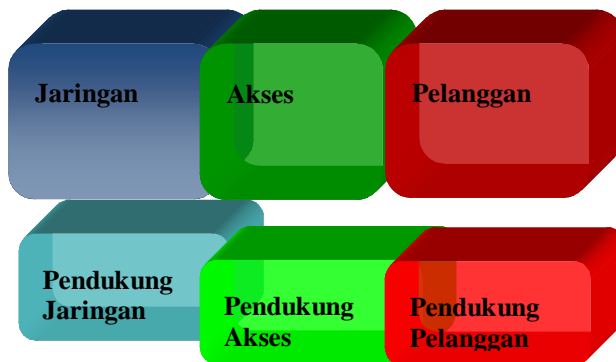 Jaringan
Akses
Pelanggan
Pendukung
Jaringan
Pendukung
Akses
Pendukung
Pelanggan